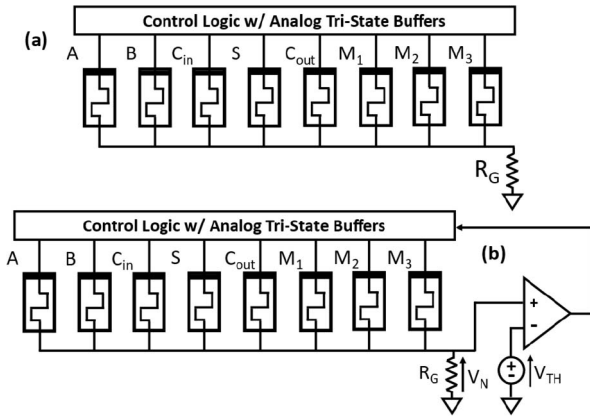 Control Logic w/ Analog Tri-State Buffers
(a)
A B Cin S Cout M1 M2 M3
RG
Control Logic w/ Analog Tri-State Buffers
(b)
A B Cin S Cout M1 M2 M3
+
-
RG VN + - VTH